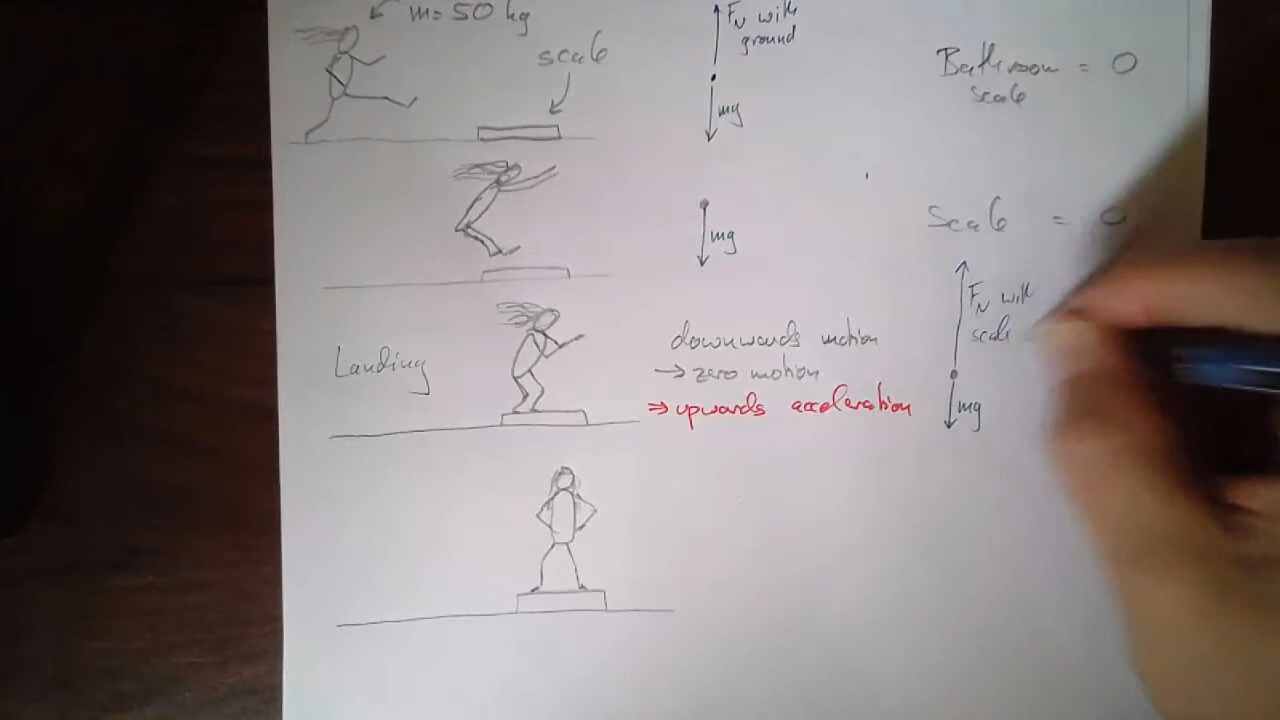 m= 50 kg
scale
F_N with
ground
mg
Bathroom = 0
scale
mg
Scale = 0
Landing
downwards motion
→ zero motion
⇒ upwards acceleration
F_N with
scale
mg